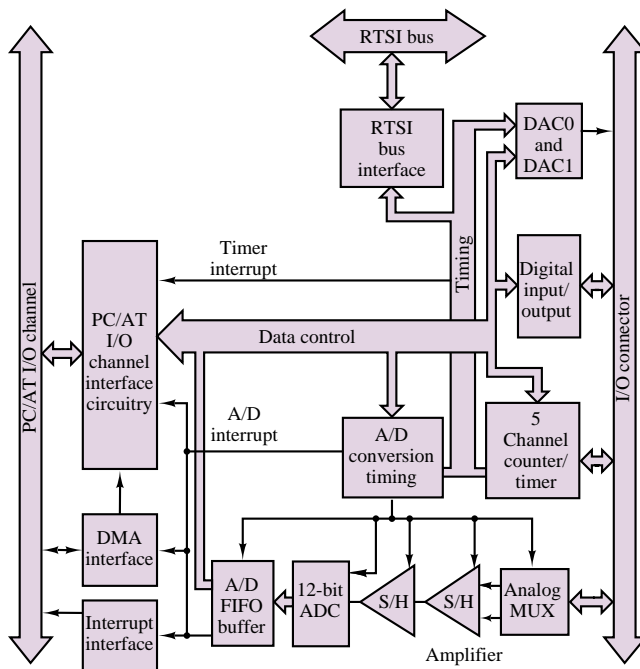 RTSI bus
RTSI
bus
interface
DAC0
and
DAC1
Timer
interrupt
Timing
Digital
input/
output
PC/AT I/O channel
PC/AT
I/O
channel
interface
circuitry
Data control
I/O connector
A/D
interrupt
A/D
conversion
timing
5
Channel
counter/
timer
DMA
interface
A/D
FIFO
buffer
12-bit
ADC
S/H
S/H
Analog
MUX
Interrupt
interface
Amplifier